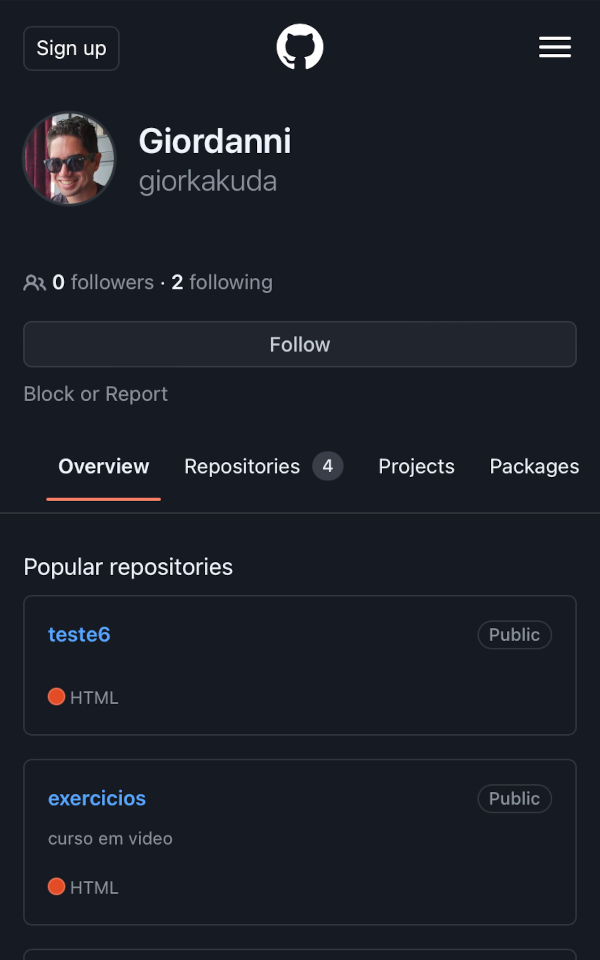 Sign up
Giordanni
giorkakuda
0 followers · 2 following
Follow
Block or Report
Overview Repositories 4 Projects Packages
Popular repositories
teste6 Public
HTML
exercicios Public
curso em video
HTML